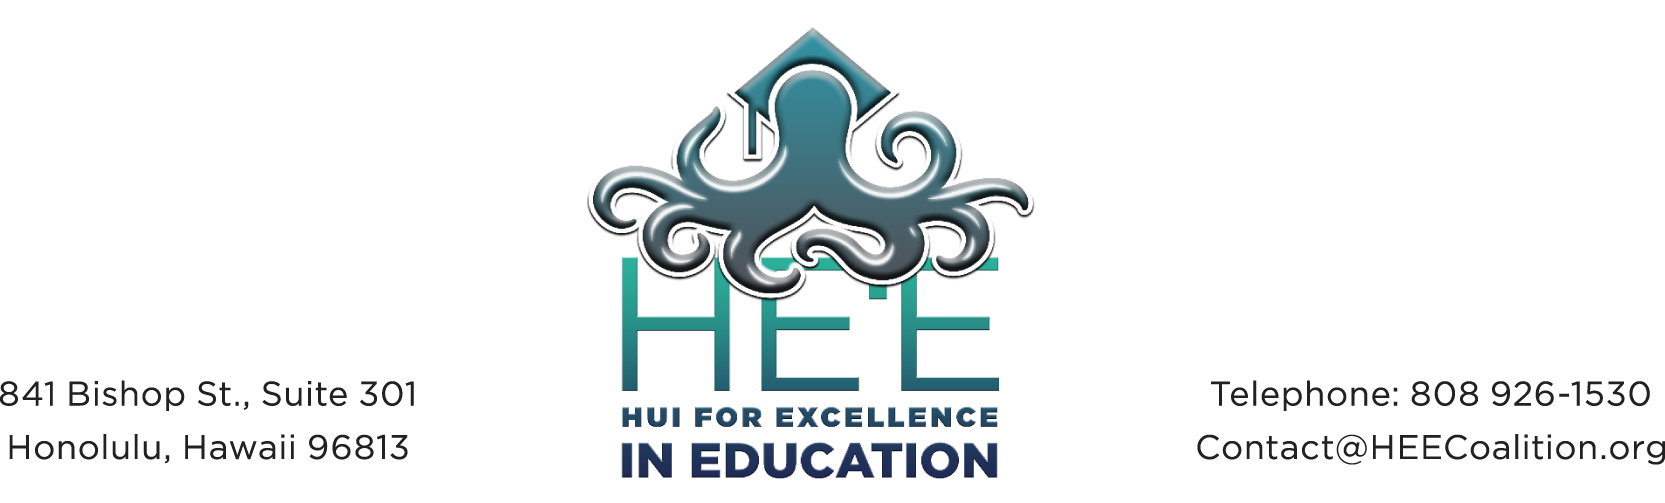 HE'E
HUI FOR EXCELLENCE
IN EDUCATION
841 Bishop St., Suite 301
Honolulu, Hawaii 96813
Telephone: 808 926-1530
Contact@HEECoalition.org